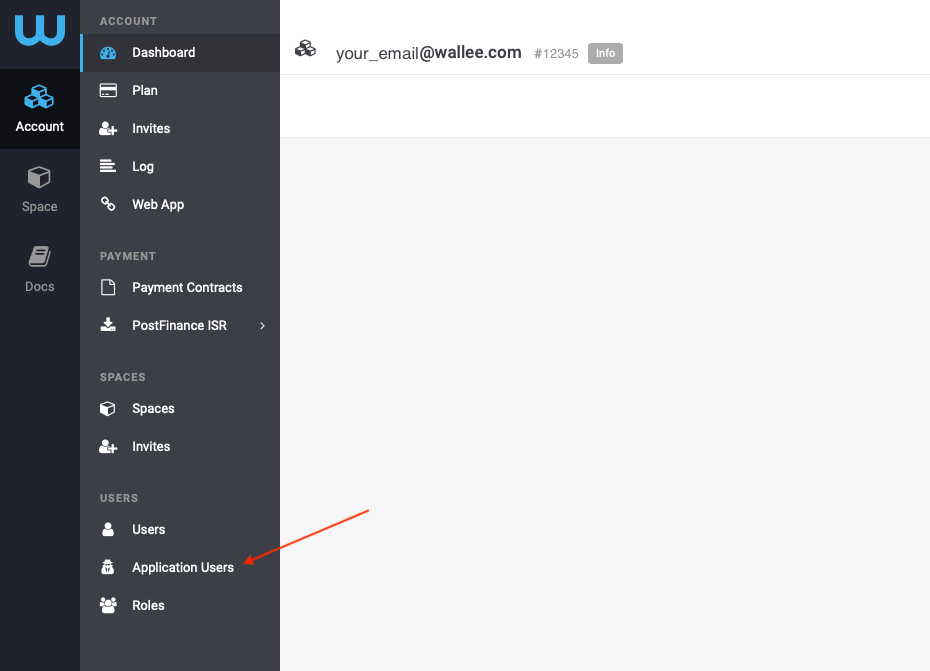 Account
Space
Docs
ACCOUNT
Dashboard
Plan
Invites
Log
Web App
PAYMENT
Payment Contracts
PostFinance ISR
SPACES
Spaces
Invites
USERS
Users
Application Users
Roles
your_email@wallee.com #12345 Info